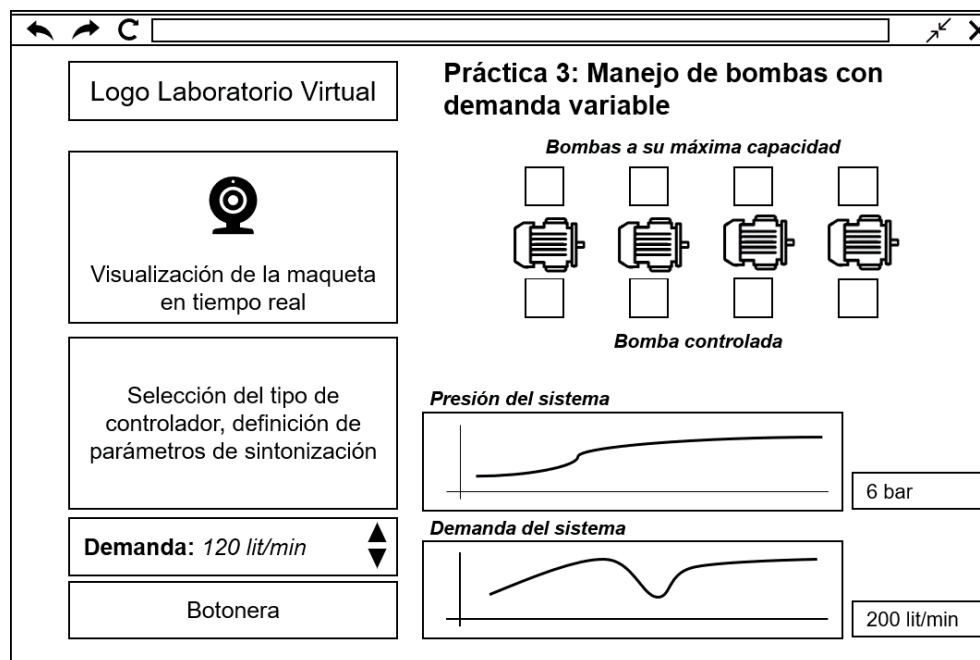 Logo Laboratorio Virtual
Práctica 3: Manejo de bombas con
demanda variable
Bombas a su máxima capacidad
Visualización de la maqueta
en tiempo real
Bomba controlada
Selección del tipo de
controlador, definición de
parámetros de sintonización
Presión del sistema
6 bar
Demanda: 120 lit/min
Demanda del sistema
Botonera
200 lit/min